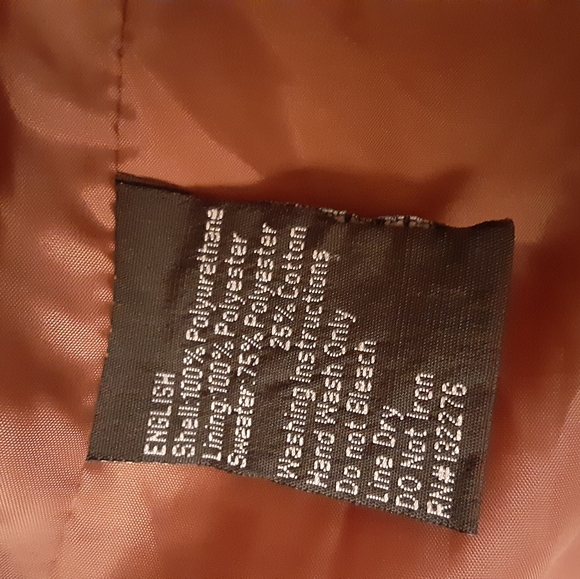 ENGLISH
Shell:100% Polyurethane
Lining:100% Polyester
Sweater:75% Polyester
25% Cotton
Washing Instructions
Hand Wash Only
Do not Bleach
Line Dry
DO Not Iron
RN# 132276